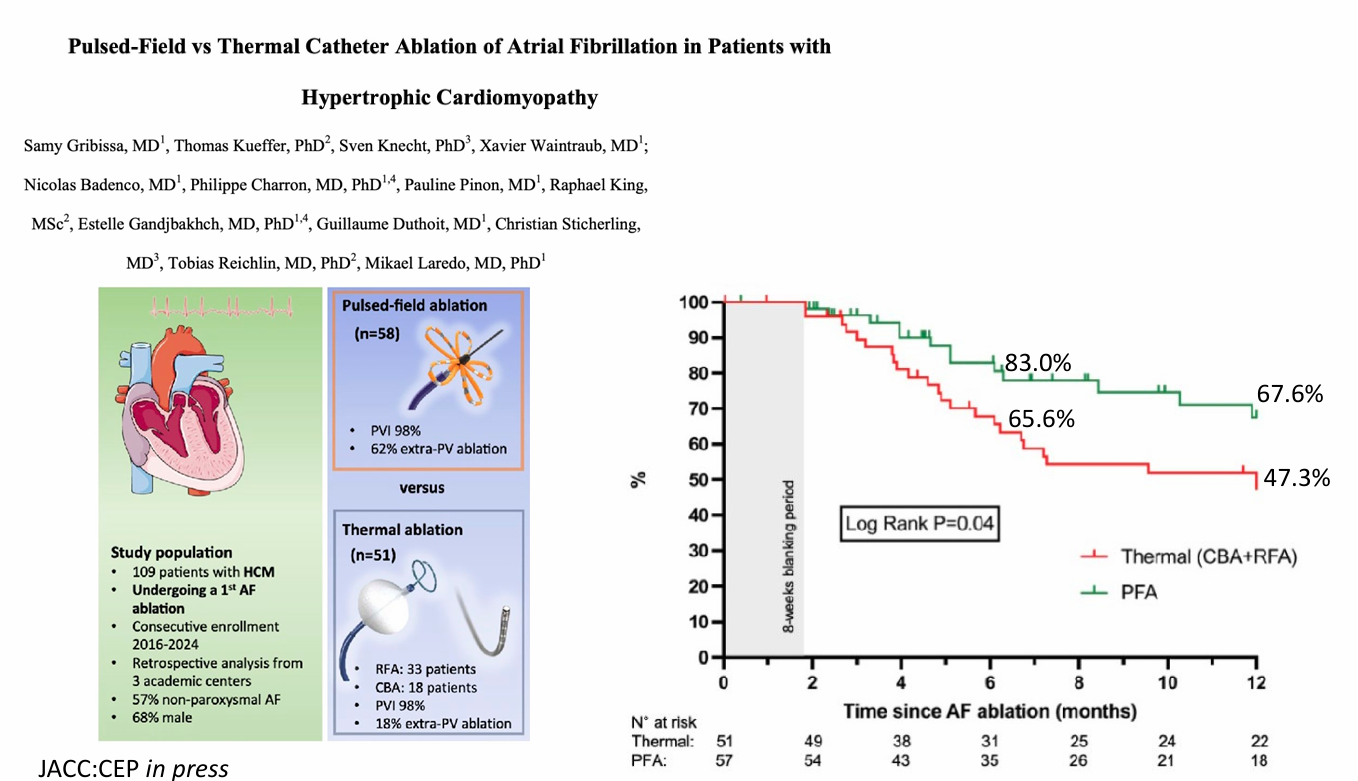 Pulsed-Field vs Thermal Catheter Ablation of Atrial Fibrillation in Patients with
Hypertrophic Cardiomyopathy
Samy Gribissa, MD1, Thomas Kueffer, PhD2, Sven Knecht, PhD3, Xavier Waintraub, MD1;
Nicolas Badenco, MD1, Philippe Charron, MD, PhD1,4, Pauline Pinon, MD1, Raphael King,
MSc2, Estelle Gandjbakhch, MD, PhD1,4, Guillaume Duthoit, MD1, Christian Sticherling,
MD3, Tobias Reichlin, MD, PhD2, Mikael Laredo, MD, PhD1
Study population
• 109 patients with HCM
• Undergoing a 1st AF
ablation
• Consecutive enrollment
2016-2024
• Retrospective analysis from
3 academic centers
• 57% non-paroxysmal AF
• 68% male
Pulsed-field ablation
(n=58)
• PVI 98%
• 62% extra-PV ablation
versus
Thermal ablation
(n=51)
• RFA: 33 patients
• CBA: 18 patients
• PVI 98%
• 18% extra-PV ablation
JACC:CEP in press
%
100
90
80
70
60
50
40
30
20
10
0
8-weeks blanking period
83.0%
67.6%
65.6%
47.3%
Log Rank P=0.04
Thermal (CBA+RFA)
PFA
0 2 4 6 8 10 12
Time since AF ablation (months)
N° at risk
Thermal: 51 49 38 31 25 24 22
PFA: 57 54 43 35 26 21 18